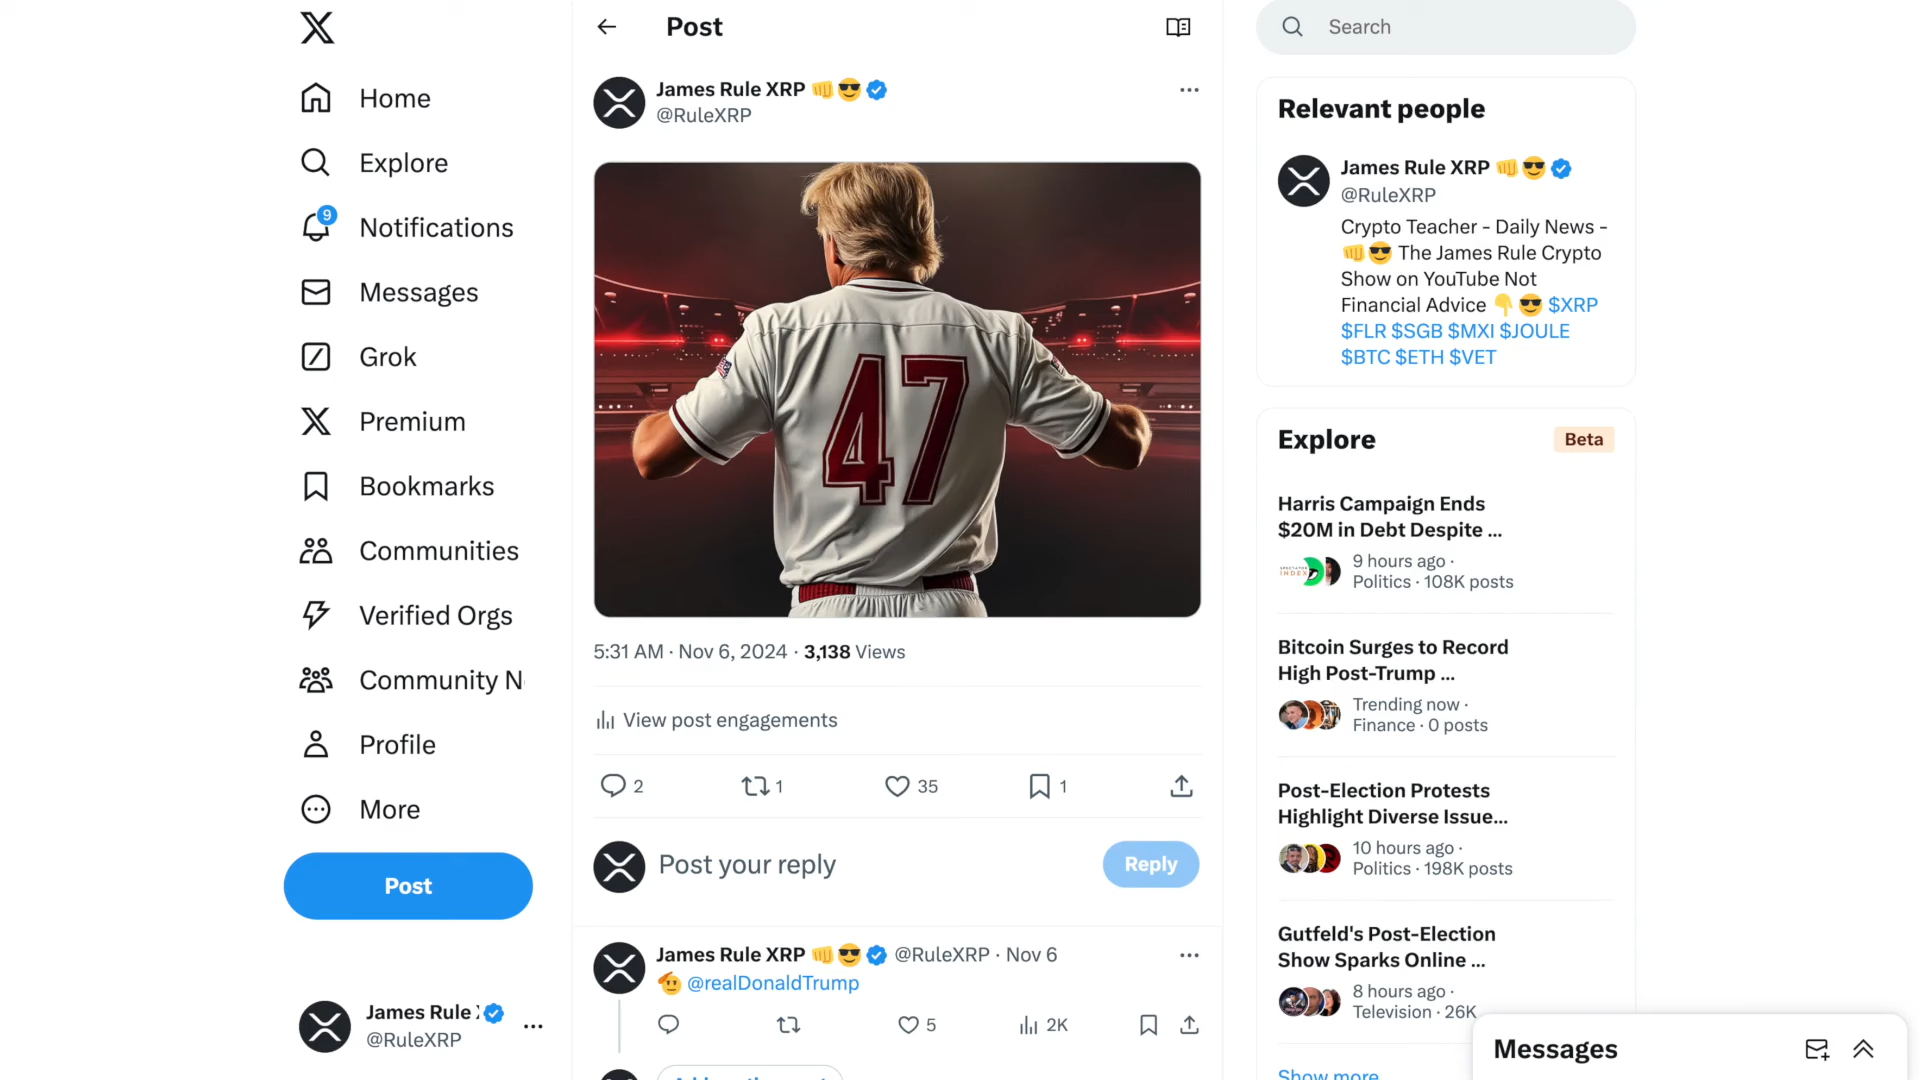 Home
Explore
9
Notifications
Messages
Grok
Premium
Bookmarks
Communities
Verified Orgs
Community N
Profile
More
Post
James Rule
@RuleXRP
Post
James Rule XRP 👊😎
@RuleXRP
47
5:31 AM · Nov 6, 2024 · 3,138 Views
View post engagements
2 1 35 1
Post your reply
Reply
James Rule XRP 👊😎 @RuleXRP · Nov 6
🫡 @realDonaldTrump
5 2K
Search
Relevant people
James Rule XRP 👊😎
@RuleXRP
Crypto Teacher - Daily News -
👊😎 The James Rule Crypto
Show on YouTube Not
Financial Advice 👇😎 $XRP
$FLR $SGB $MXI $JOULE
$BTC $ETH $VET
Explore
Beta
Harris Campaign Ends
$20M in Debt Despite ...
9 hours ago ·
Politics · 108K posts
Bitcoin Surges to Record
High Post-Trump ...
Trending now ·
Finance · 0 posts
Post-Election Protests
Highlight Diverse Issue...
10 hours ago ·
Politics · 198K posts
Gutfeld's Post-Election
Show Sparks Online ...
8 hours ago ·
Television · 26K
Show more
Messages